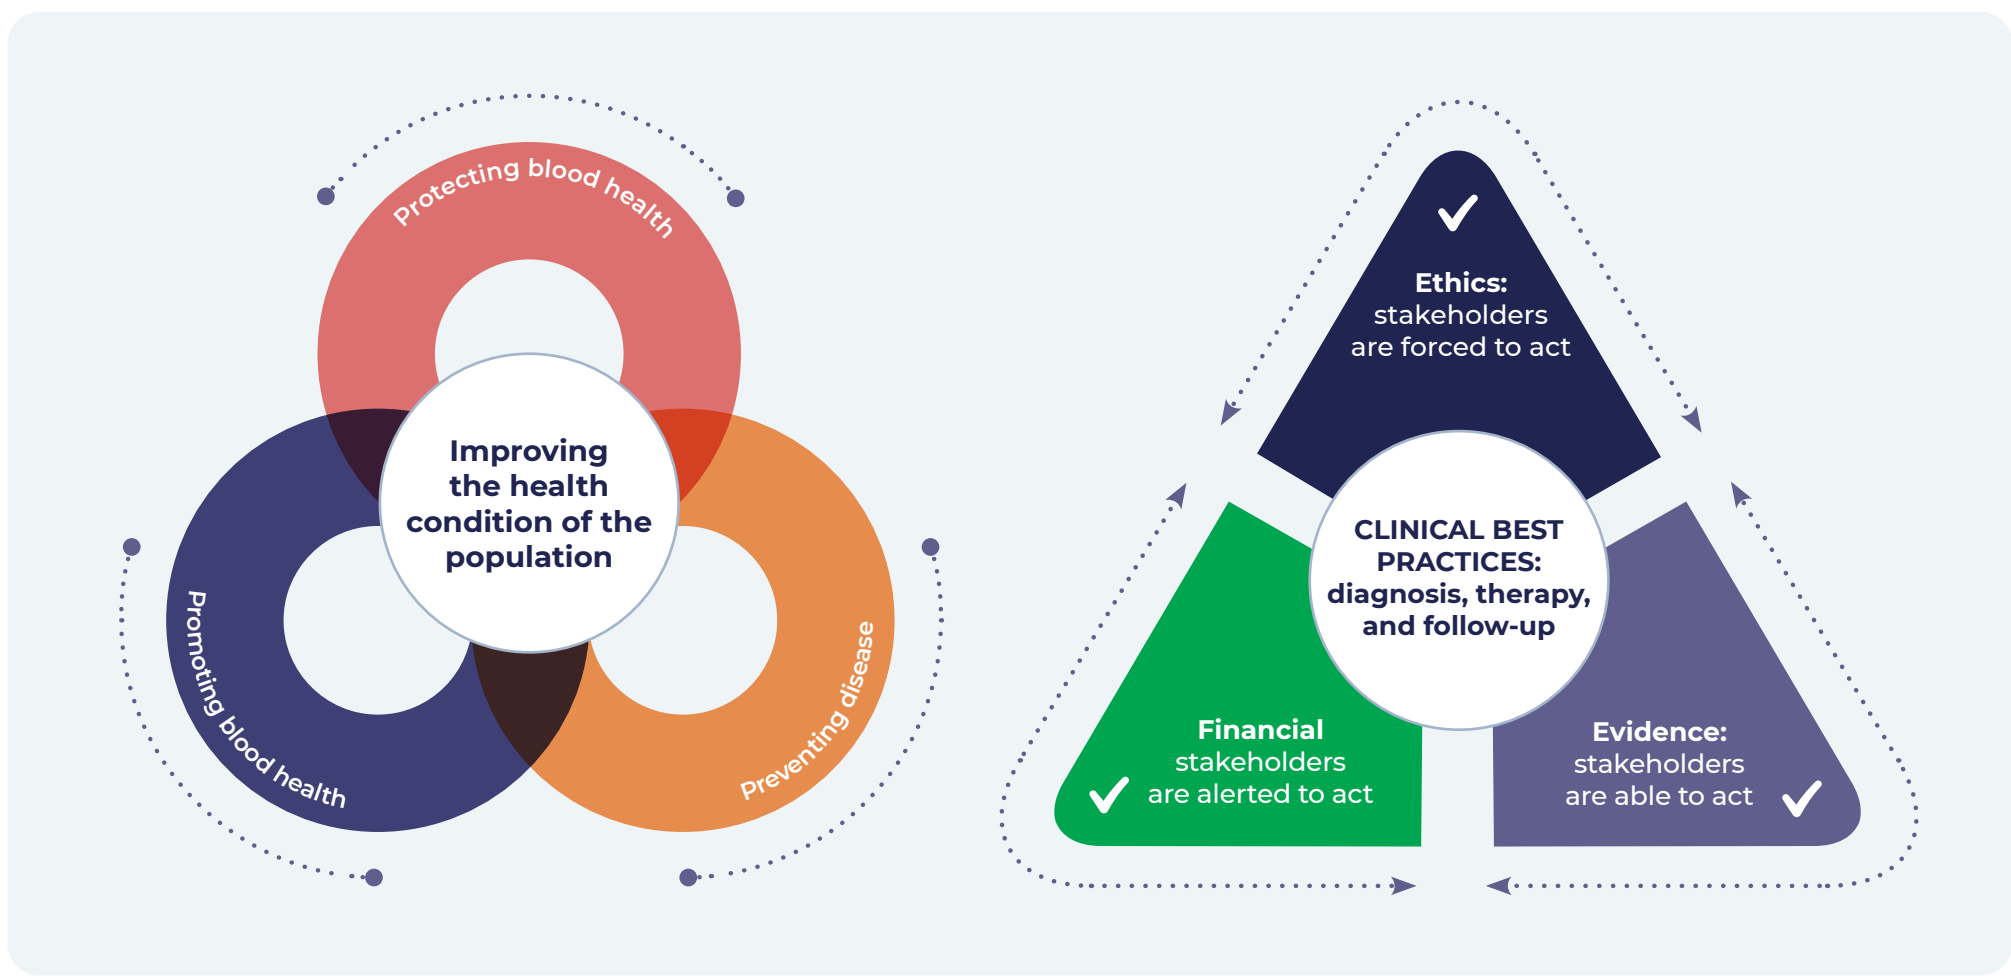 Protecting blood health
Improving
the health
condition of the
population
Promoting blood health
Preventing disease
Ethics:
stakeholders
are forced to act
CLINICAL BEST
PRACTICES:
diagnosis, therapy,
and follow-up
Financial
stakeholders
are alerted to act
Evidence:
stakeholders
are able to act